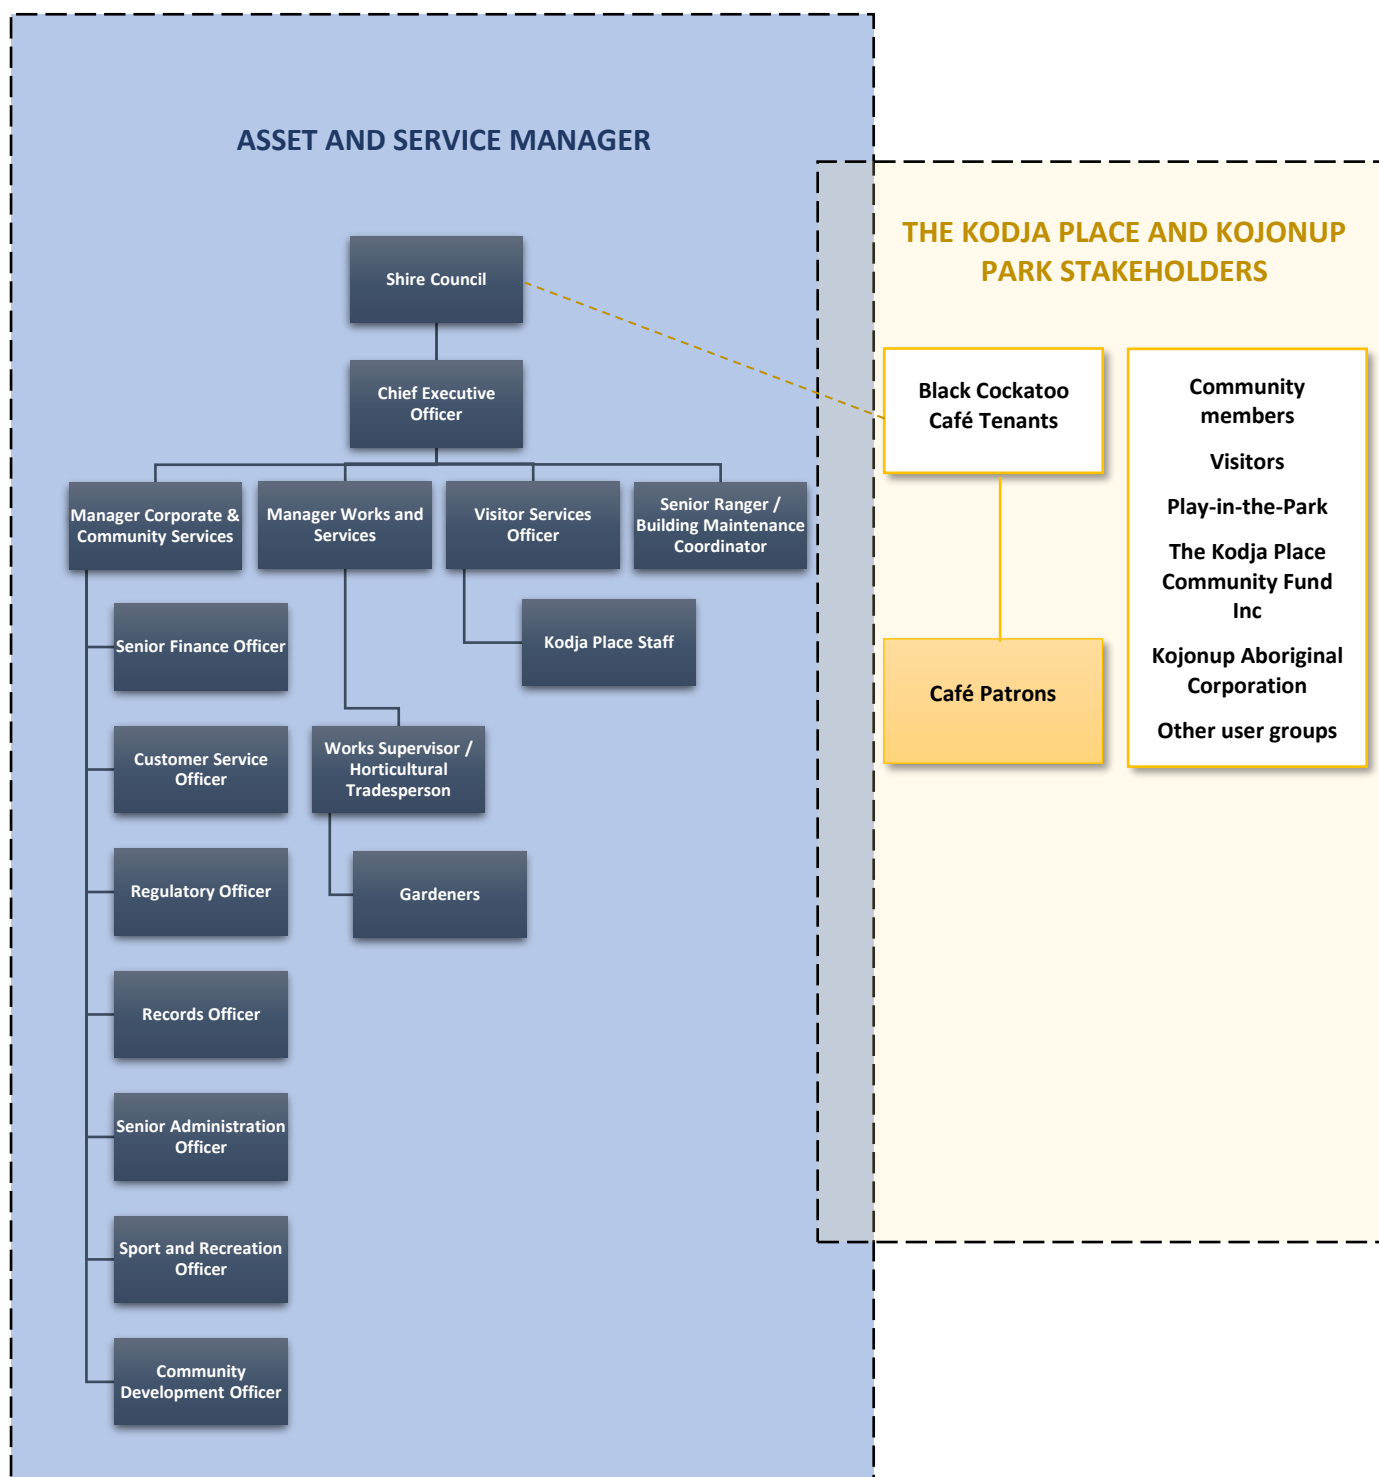 ASSET AND SERVICE MANAGER
Shire Council
Chief Executive
Officer
Manager Corporate &
Community Services
Manager Works and
Services
Visitor Services
Officer
Senior Ranger /
Building Maintenance
Coordinator
Senior Finance Officer
Kodja Place Staff
Customer Service
Officer
Works Supervisor /
Horticultural
Tradesperson
Regulatory Officer
Gardeners
Records Officer
Senior Administration
Officer
Sport and Recreation
Officer
Community
Development Officer
THE KODJA PLACE AND KOJONUP
PARK STAKEHOLDERS
Black Cockatoo
Café Tenants
Café Patrons
Community
members
Visitors
Play-in-the-Park
The Kodja Place
Community Fund
Inc
Kojonup Aboriginal
Corporation
Other user groups